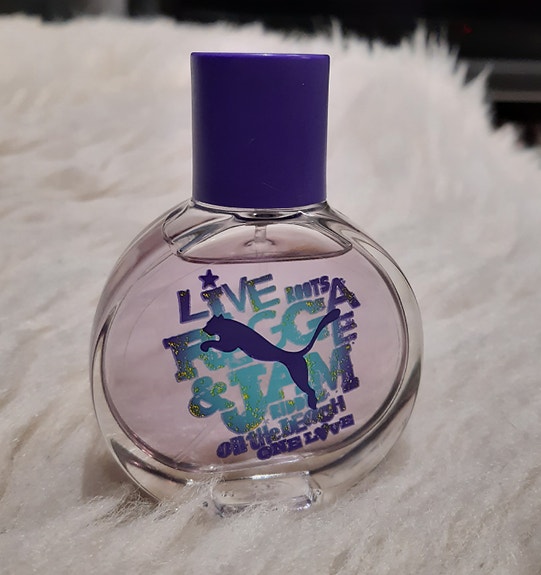 LIVE ROOTS
REGGAE
& JAM
ON the BEACH
ONE LOVE